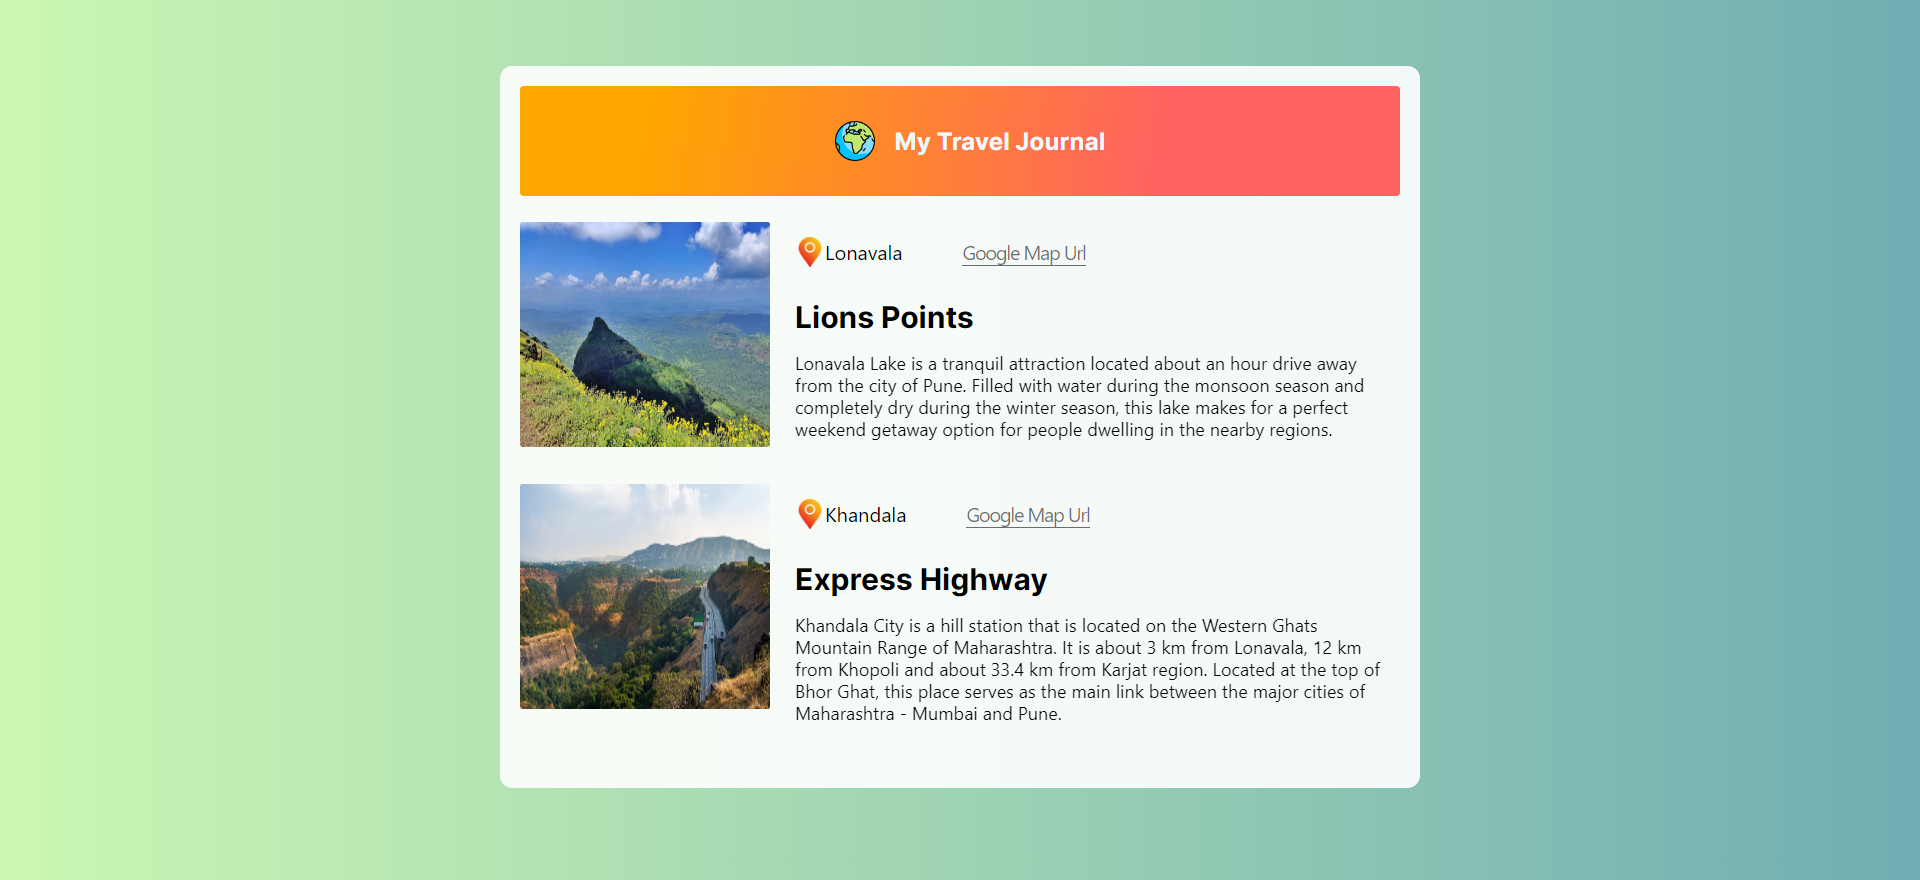 My Travel Journal
Lonavala Google Map Url
Lions Points
Lonavala Lake is a tranquil attraction located about an hour drive away
from the city of Pune. Filled with water during the monsoon season and
completely dry during the winter season, this lake makes for a perfect
weekend getaway option for people dwelling in the nearby regions.
Khandala Google Map Url
Express Highway
Khandala City is a hill station that is located on the Western Ghats
Mountain Range of Maharashtra. It is about 3 km from Lonavala, 12 km
from Khopoli and about 33.4 km from Karjat region. Located at the top of
Bhor Ghat, this place serves as the main link between the major cities of
Maharashtra - Mumbai and Pune.